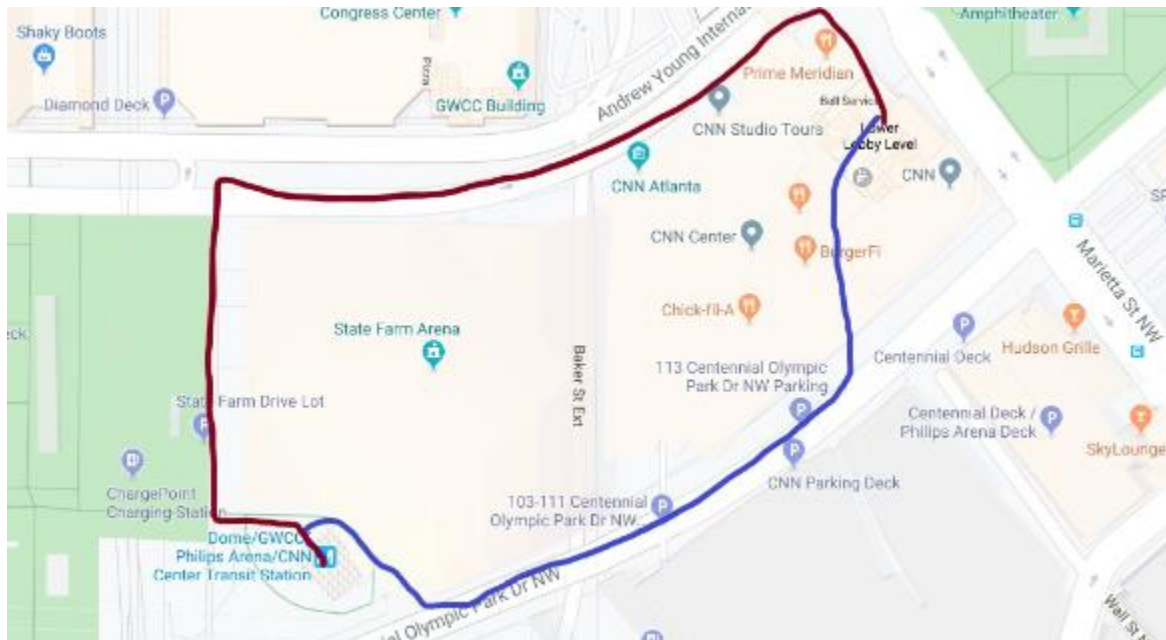 Congress Center
Amphitheater
Shaky Boots
Diamond Deck
Pizza
GWCC Building
Andrew Young Interna
Prime Meridian
Bell Service
CNN Studio Tours
Lower
Lobby Level
CNN
CNN Atlanta
CNN Center
BurgerFi
Marietta St NW
Chick-fil-A
State Farm Arena
Baker St Ext
113 Centennial Olympic
Park Dr NW Parking
Centennial Deck
Hudson Grille
State Farm Drive Lot
Centennial Deck /
Philips Arena Deck
SkyLounge
ChargePoint
Charging Station
CNN Parking Deck
103-111 Centennial
Olympic Park Dr NW...
Dome/GWCC
Philips Arena/CNN
Center Transit Station
ial Olympic Park Dr NW
Wall St N